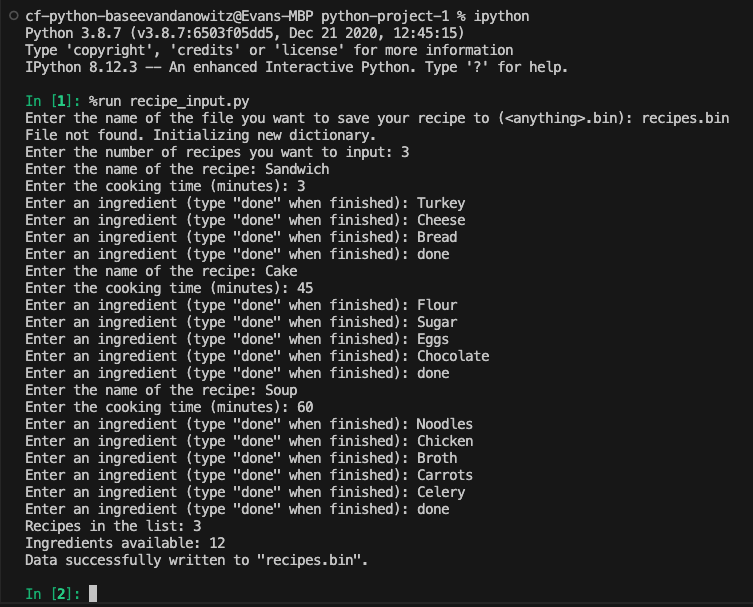 cf-python-baseevandanowitz@Evans-MBP python-project-1 % ipython
Python 3.8.7 (v3.8.7:6503f05dd5, Dec 21 2020, 12:45:15)
Type 'copyright', 'credits' or 'license' for more information
IPython 8.12.3 -- An enhanced Interactive Python. Type '?' for help.
In [1]: %run recipe_input.py
Enter the name of the file you want to save your recipe to (<anything>.bin): recipes.bin
File not found. Initializing new dictionary.
Enter the number of recipes you want to input: 3
Enter the name of the recipe: Sandwich
Enter the cooking time (minutes): 3
Enter an ingredient (type "done" when finished): Turkey
Enter an ingredient (type "done" when finished): Cheese
Enter an ingredient (type "done" when finished): Bread
Enter an ingredient (type "done" when finished): done
Enter the name of the recipe: Cake
Enter the cooking time (minutes): 45
Enter an ingredient (type "done" when finished): Flour
Enter an ingredient (type "done" when finished): Sugar
Enter an ingredient (type "done" when finished): Eggs
Enter an ingredient (type "done" when finished): Chocolate
Enter an ingredient (type "done" when finished): done
Enter the name of the recipe: Soup
Enter the cooking time (minutes): 60
Enter an ingredient (type "done" when finished): Noodles
Enter an ingredient (type "done" when finished): Chicken
Enter an ingredient (type "done" when finished): Broth
Enter an ingredient (type "done" when finished): Carrots
Enter an ingredient (type "done" when finished): Celery
Enter an ingredient (type "done" when finished): done
Recipes in the list: 3
Ingredients available: 12
Data successfully written to "recipes.bin".
In [2]: